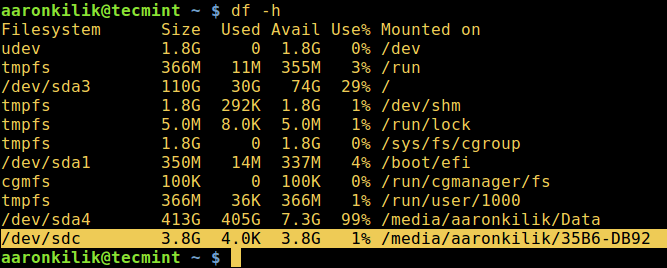 aaronkilik@tecmint ~ $ df -h
Filesystem      Size  Used Avail Use% Mounted on
udev            1.8G     0  1.8G   0% /dev
tmpfs           366M   11M  355M   3% /run
/dev/sda3       110G   30G   74G  29% /
tmpfs           1.8G  292K  1.8G   1% /dev/shm
tmpfs           5.0M  8.0K  5.0M   1% /run/lock
tmpfs           1.8G     0  1.8G   0% /sys/fs/cgroup
/dev/sda1       350M   14M  337M   4% /boot/efi
cgmfs           100K     0  100K   0% /run/cgmanager/fs
tmpfs           366M   36K  366M   1% /run/user/1000
/dev/sda4       413G  405G  7.3G  99% /media/aaronkilik/Data
/dev/sdc        3.8G  4.0K  3.8G   1% /media/aaronkilik/35B6-DB92
aaronkilik@tecmint ~ $